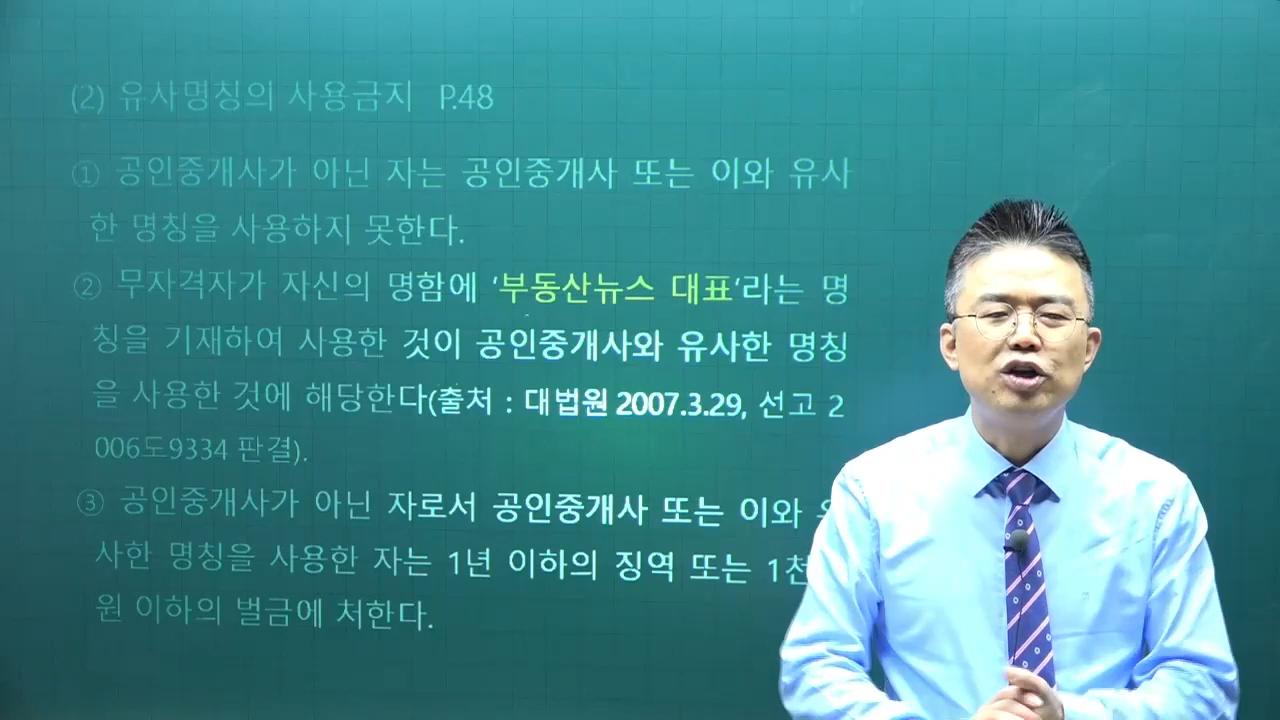 (2) 유사명칭의 사용금지 P.48
① 공인중개사가 아닌 자는 공인중개사 또는 이와 유사
한 명칭을 사용하지 못한다.
② 무자격자가 자신의 명함에 '부동산뉴스 대표'라는 명
칭을 기재하여 사용한 것이 공인중개사와 유사한 명칭
을 사용한 것에 해당한다(출처 : 대법원 2007.3.29, 선고 2
006도9334 판결).
③ 공인중개사가 아닌 자로서 공인중개사 또는 이와
사한 명칭을 사용한 자는 1년 이하의 징역 또는 1천
원 이하의 벌금에 처한다.